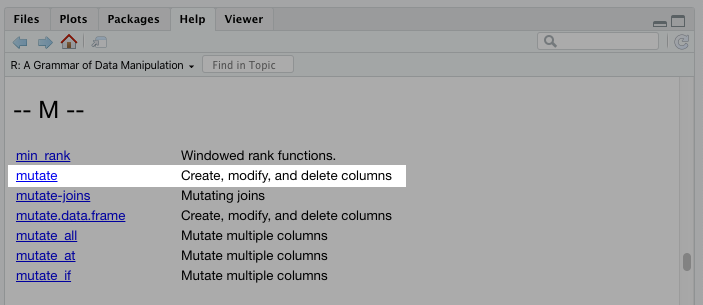 Files Plots Packages Help Viewer
R: A Grammar of Data Manipulation Find in Topic
-- M --
min_rank Windowed rank functions.
mutate Create, modify, and delete columns
mutate-joins Mutating joins
mutate.data.frame Create, modify, and delete columns
mutate_all Mutate multiple columns
mutate_at Mutate multiple columns
mutate_if Mutate multiple columns